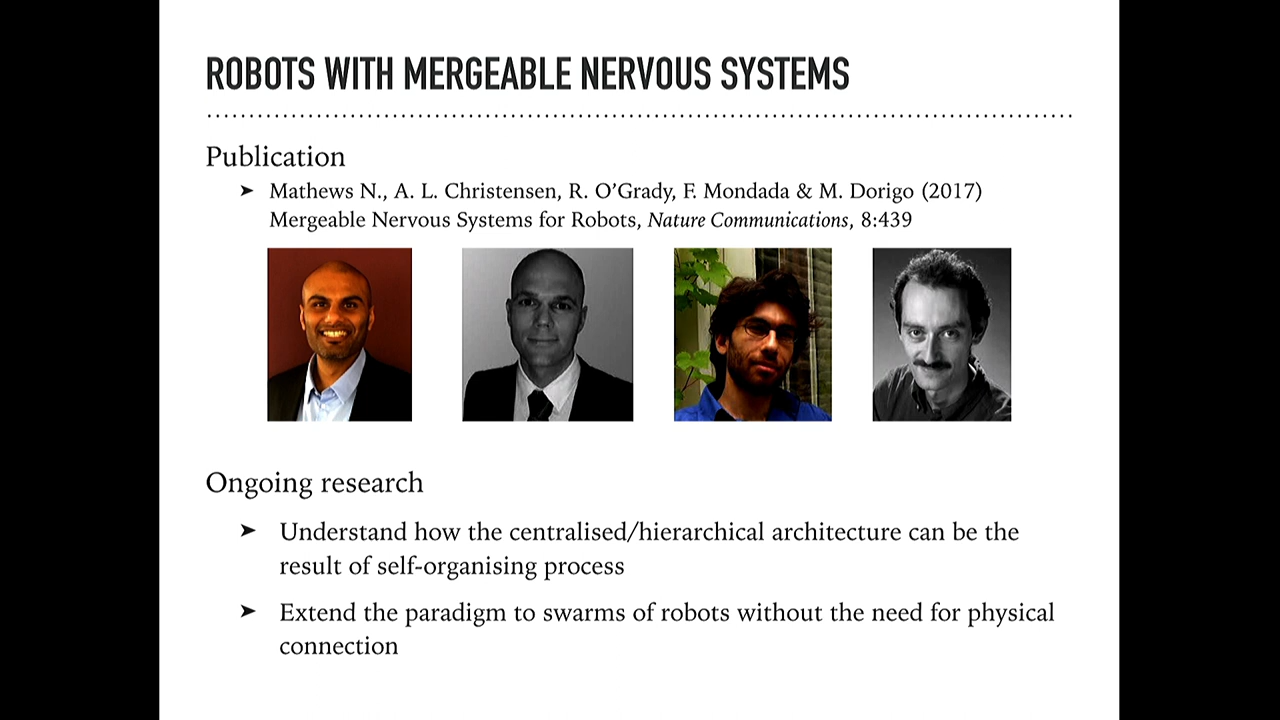 ROBOTS WITH MERGEABLE NERVOUS SYSTEMS
Publication
➤ Mathews N., A. L. Christensen, R. O’Grady, F. Mondada & M. Dorigo (2017)
Mergeable Nervous Systems for Robots, Nature Communications, 8:439
Ongoing research
➤ Understand how the centralised/hierarchical architecture can be the
result of self-organising process
➤ Extend the paradigm to swarms of robots without the need for physical
connection